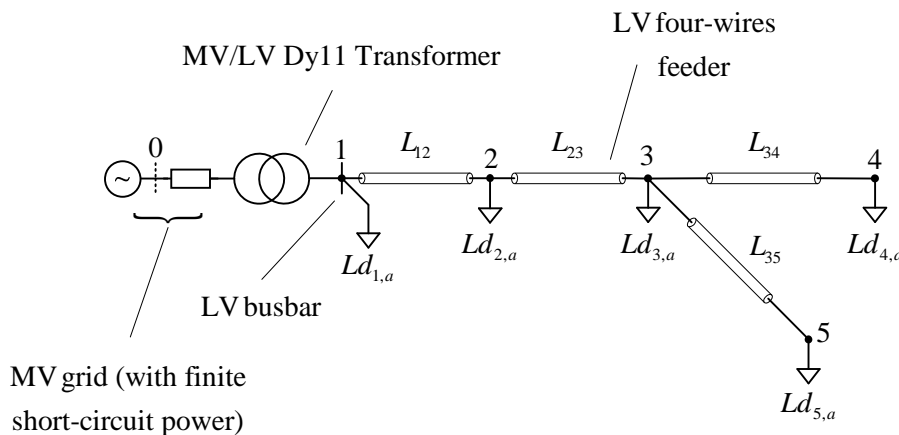 LV four-wires
feeder
MV/LV Dy11 Transformer
0
1
L12
2
L23
3
L34
4
Ld1,a
Ld2,a
Ld3,a
L35
Ld4,a
LV busbar
5
MV grid (with finite
short-circuit power)
Ld5,a